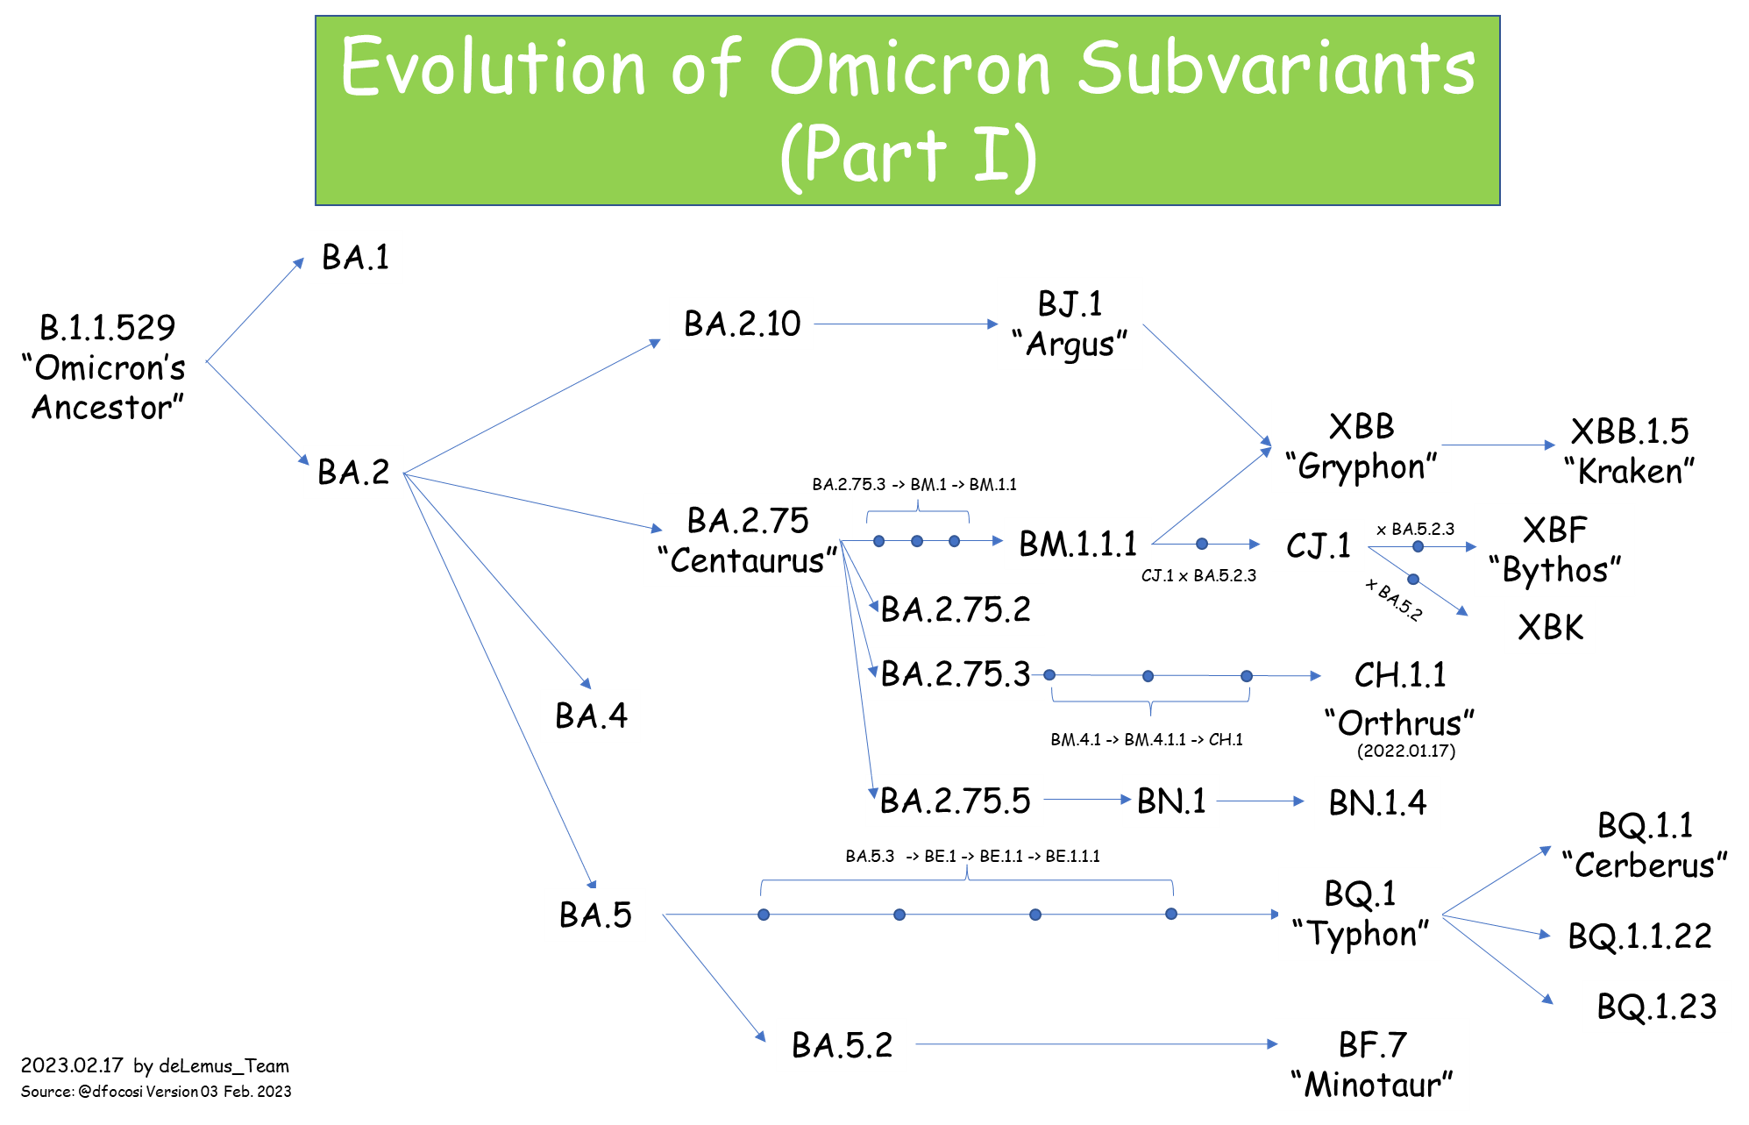 Evolution of Omicron Subvariants
(Part I)
BA.1
B.1.1.529
“Omicron’s
Ancestor”
BA.2
BA.2.10
BJ.1
“Argus”
XBB
“Gryphon”
XBB.1.5
“Kraken”
BA.2.75.3 -> BM.1 -> BM.1.1
BA.2.75
“Centaurus”
BM.1.1.1
CJ.1 x BA.5.2.3
CJ.1
x BA.5.2.3
x BA.5.2
XBF
“Bythos”
XBK
BA.2.75.2
BA.2.75.3
BM.4.1 -> BM.4.1.1 -> CH.1
CH.1.1
“Orthrus”
(2022.01.17)
BA.4
BA.2.75.5
BN.1
BN.1.4
BA.5.3 -> BE.1 -> BE.1.1 -> BE.1.1.1
BA.5
BQ.1
“Typhon”
BQ.1.1
“Cerberus”
BQ.1.1.22
BQ.1.23
BA.5.2
BF.7
“Minotaur”
2023.02.17 by deLemus_Team
Source: @dfocosi Version 03 Feb. 2023